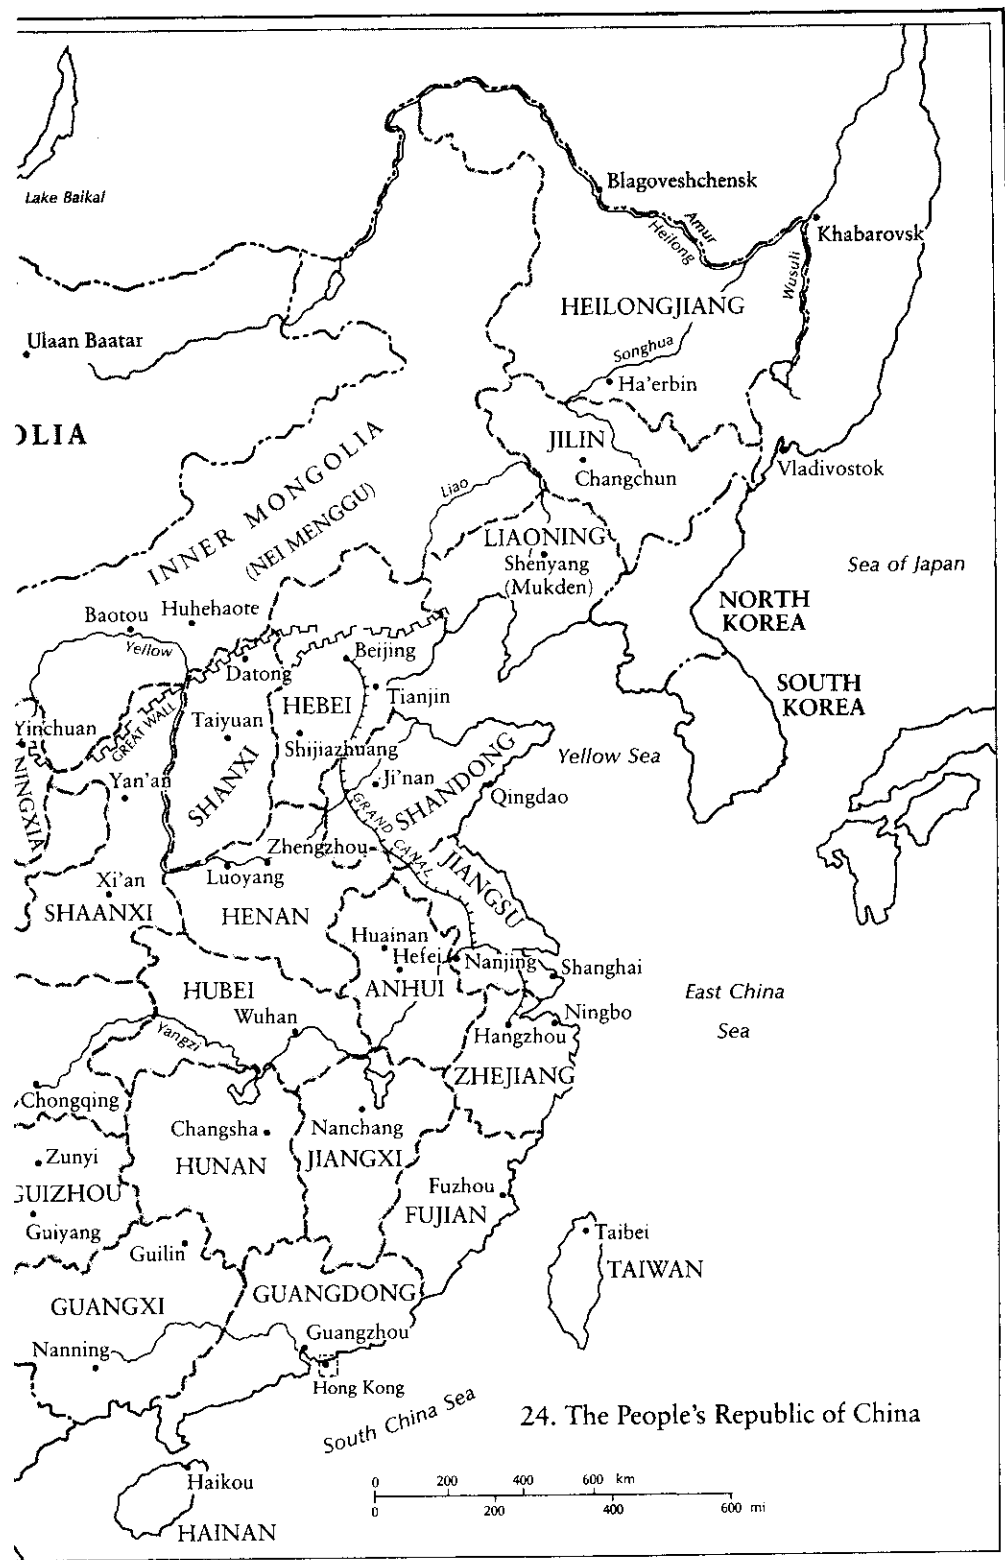 Lake Baikal
Blagoveshchensk
Amur
Heilong
Khabarovsk
Wusuli
HEILONGJIANG
Ulaan Baatar
Songhua
Ha'erbin
OLIA
JILIN
Changchun
Vladivostok
INNER MONGOLIA
(NEI MENGGU)
Liao
LIAONING
Shenyang
(Mukden)
Sea of Japan
NORTH
KOREA
Baotou
Huhehaote
Yellow
Beijing
Datong
Tianjin
SOUTH
KOREA
HEBEI
Yinchuan
GREAT WALL
Taiyuan
Shijiazhuang
Yellow Sea
NINGXIA
Yan'an
SHANXI
Ji'nan
SHANDONG
Qingdao
GRAND CANAL
Zhengzhou
JIANGSU
Xi'an
Luoyang
SHAANXI
HENAN
Huainan
Hefei
Nanjing
Shanghai
HUBEI
ANHUI
East China
Sea
Wuhan
Ningbo
Yangzi
Hangzhou
ZHEJIANG
Chongqing
Changsha
Nanchang
Zunyi
HUNAN
JIANGXI
GUIZHOU
Fuzhou
FUJIAN
Guiyang
Guilin
Taibei
TAIWAN
GUANGXI
GUANGDONG
Guangzhou
Nanning
Hong Kong
South China Sea
24. The People's Republic of China
Haikou
HAINAN
0 200 400 600 km
0 200 400 600 mi